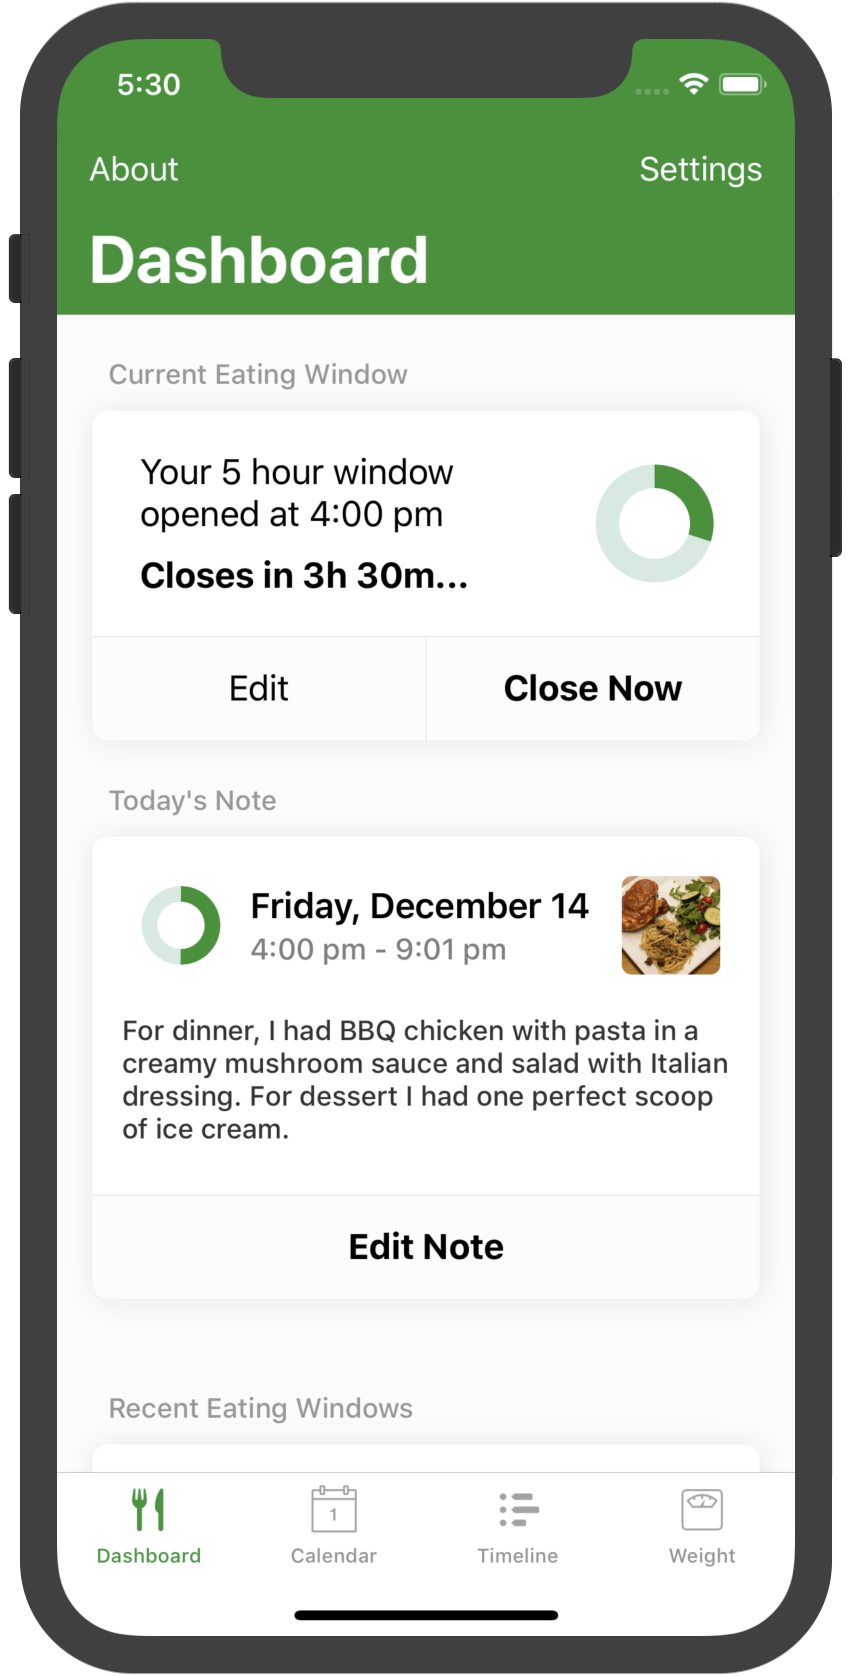 5:30
About
Settings
Dashboard
Current Eating Window
Your 5 hour window
opened at 4:00 pm
Closes in 3h 30m...
Edit
Close Now
Today's Note
Friday, December 14
4:00 pm - 9:01 pm
For dinner, I had BBQ chicken with pasta in a
creamy mushroom sauce and salad with Italian
dressing. For dessert I had one perfect scoop
of ice cream.
Edit Note
Recent Eating Windows
1
Dashboard
Calendar
Timeline
Weight